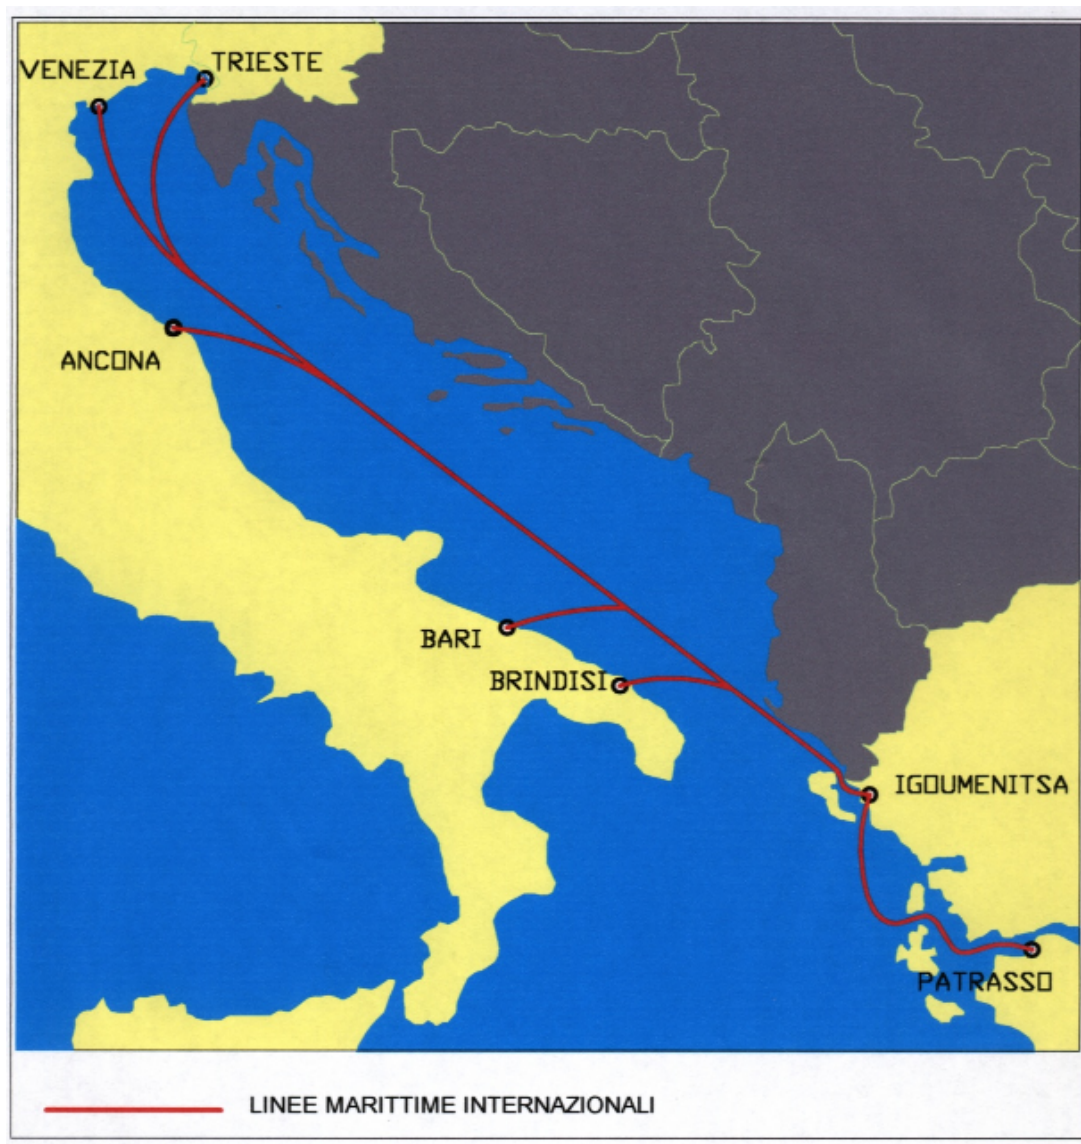 TRIESTE
VENEZIA
ANCONA
BARI
BRINDISI
IGOUMENITSA
PATRASSO
LINEE MARITTIME INTERNAZIONALI